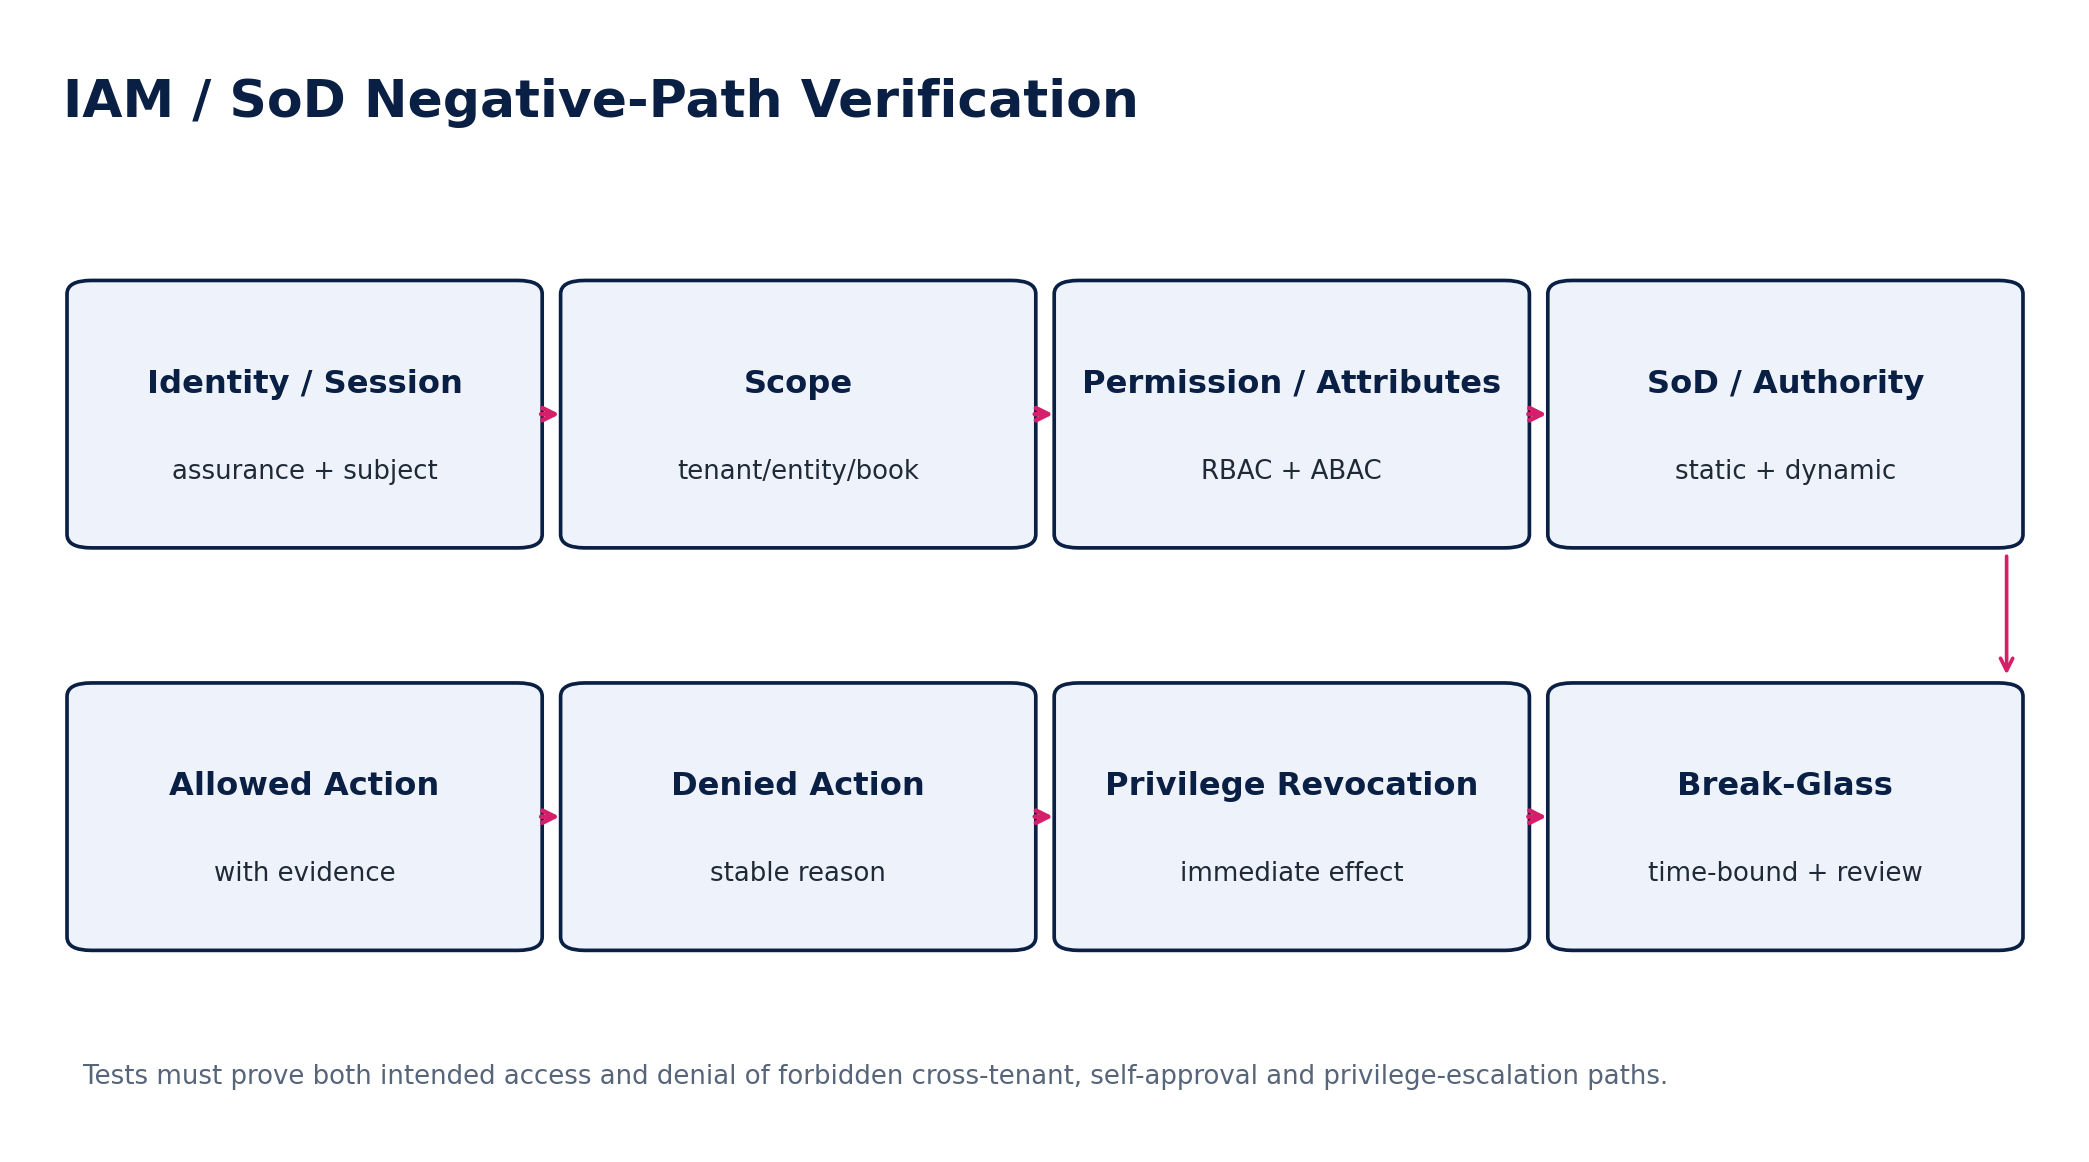 IAM / SoD Negative-Path Verification
Identity / Session
assurance + subject
Scope
tenant/entity/book
Permission / Attributes
RBAC + ABAC
SoD / Authority
static + dynamic
Allowed Action
with evidence
Denied Action
stable reason
Privilege Revocation
immediate effect
Break-Glass
time-bound + review
Tests must prove both intended access and denial of forbidden cross-tenant, self-approval and privilege-escalation paths.